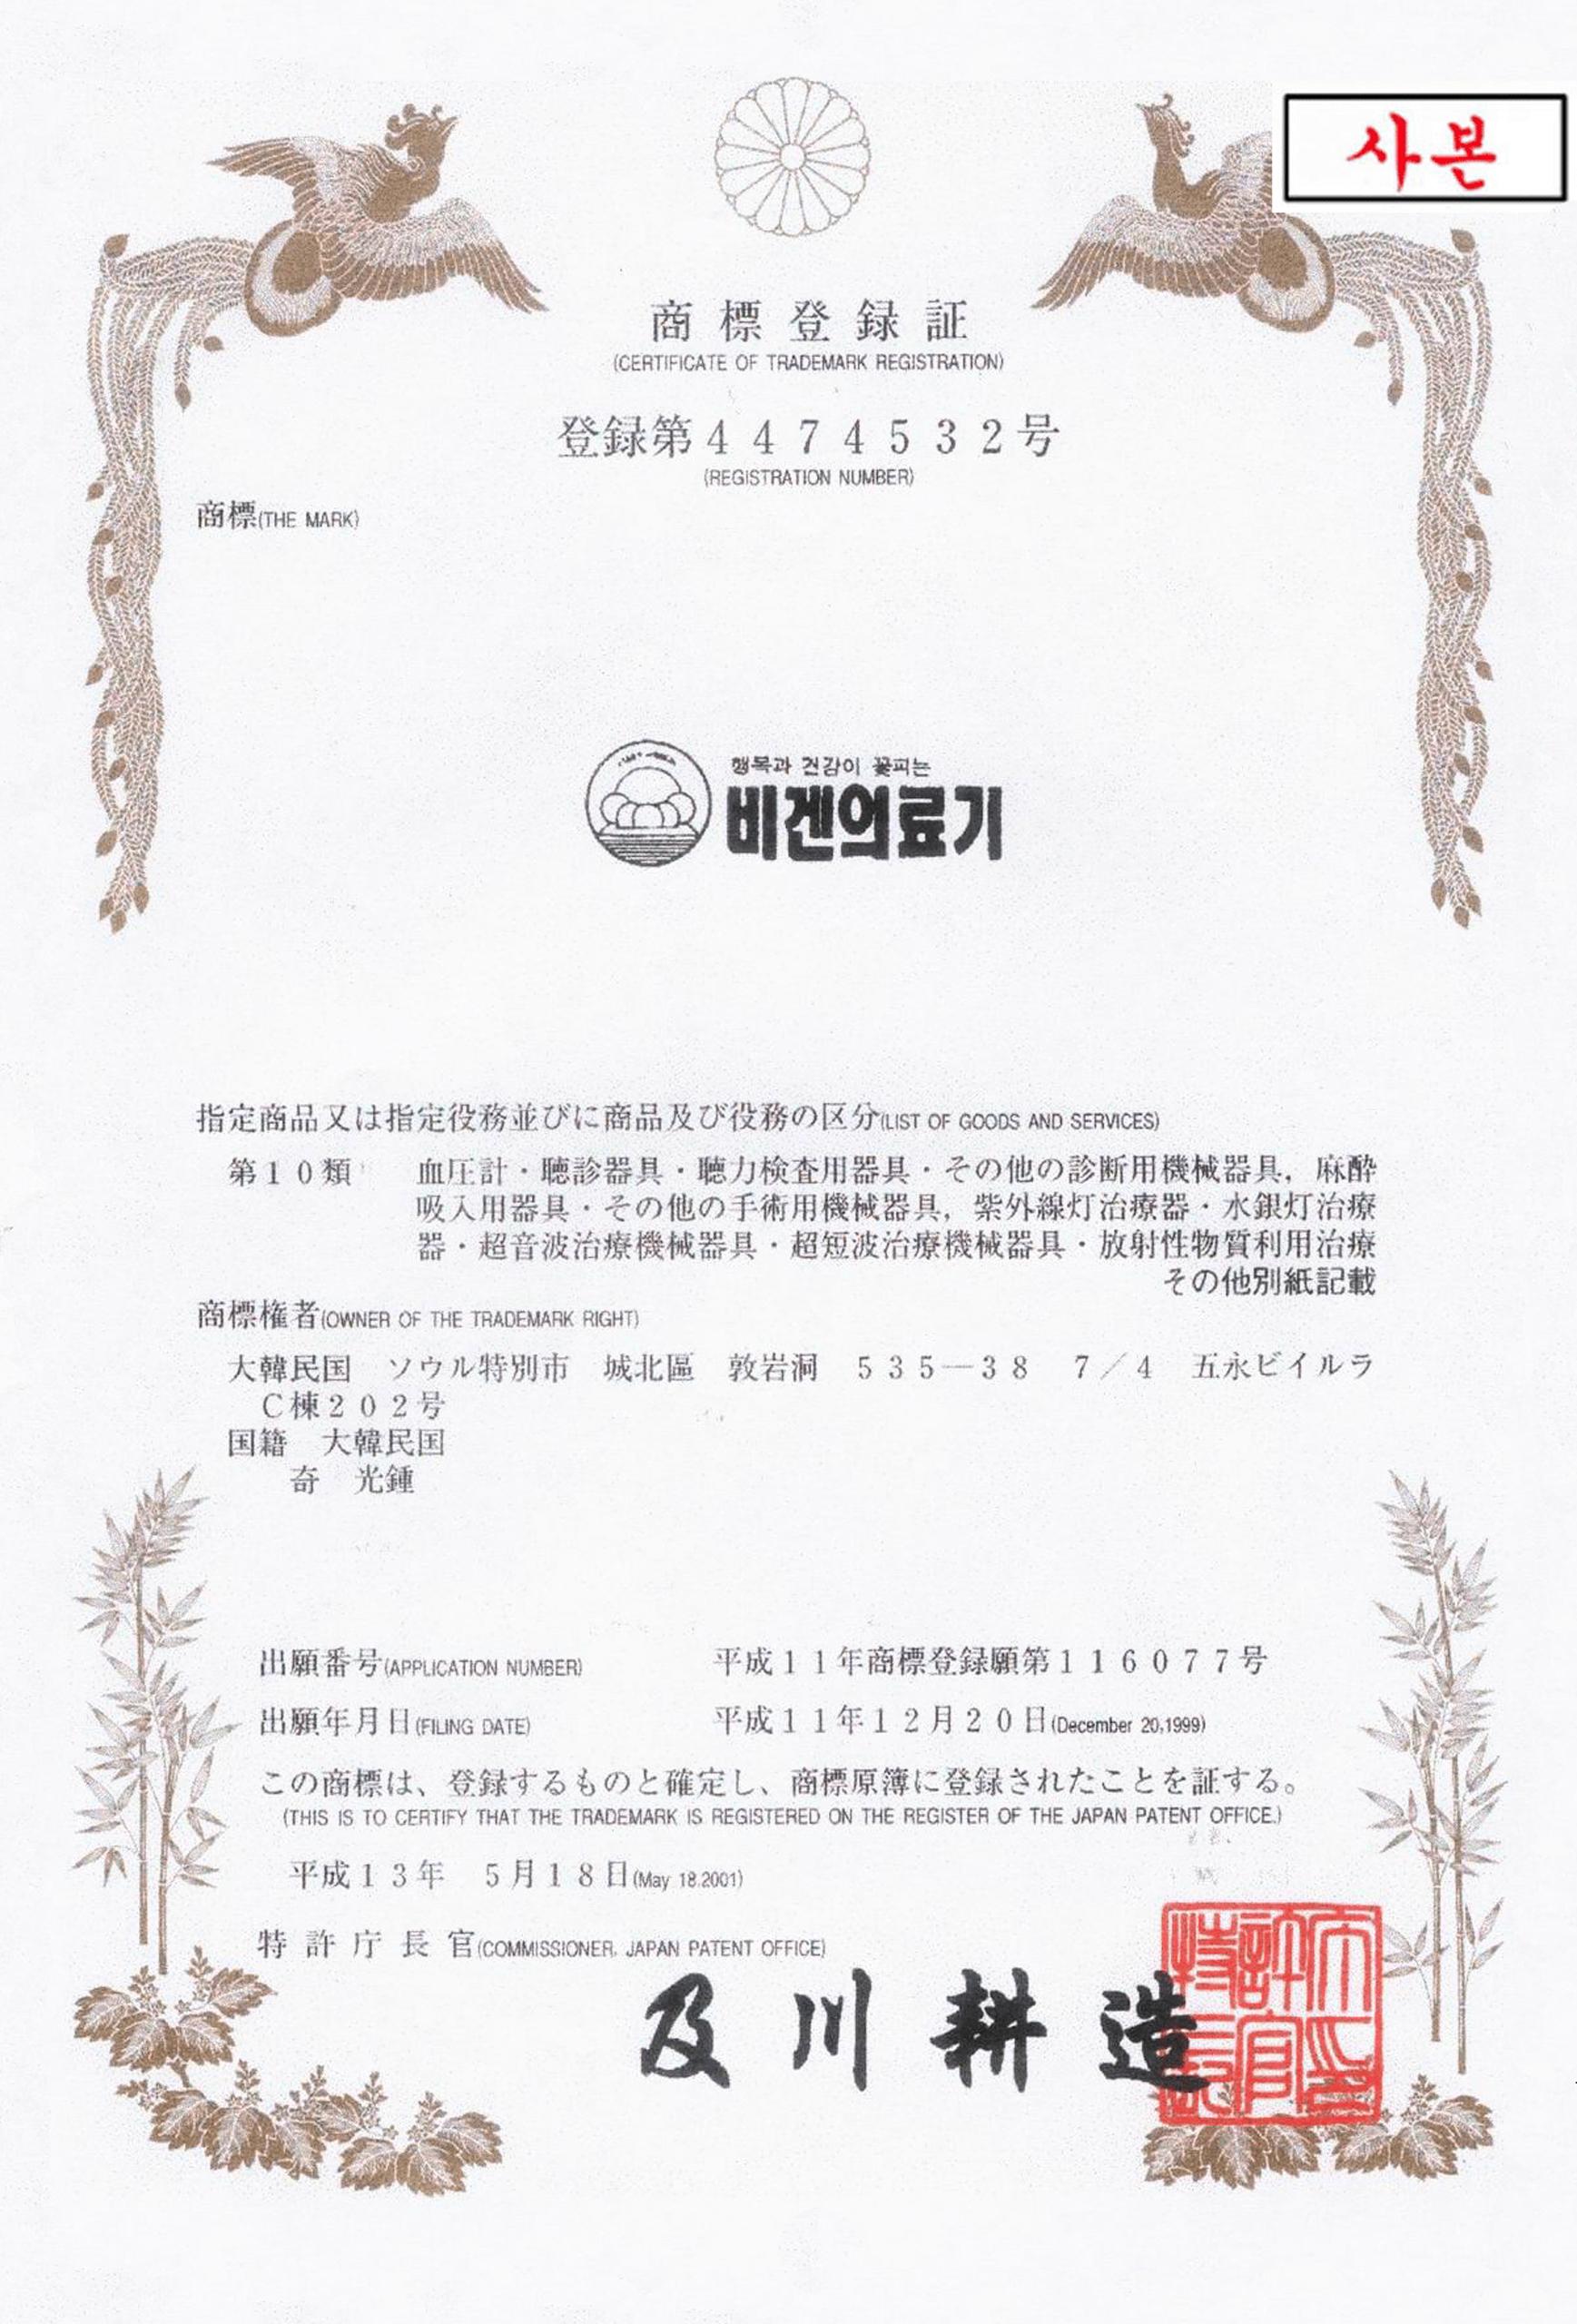 사본
商標登録証
(CERTIFICATE OF TRADEMARK REGISTRATION)
登録第4474532号
(REGISTRATION NUMBER)
商標(THE MARK)
행복과 건강이 꽃피는
비겐의료기
指定商品又は指定役務並びに商品及び役務の区分(LIST OF GOODS AND SERVICES)
第10類 血圧計・聴診器具・聴力検査用器具・その他の診断用機械器具，麻酔
吸入用器具・その他の手術用機械器具，紫外線灯治療器・水銀灯治療
器・超音波治療機械器具・超短波治療機械器具・放射性物質利用治療
その他別紙記載
商標権者(OWNER OF THE TRADEMARK RIGHT)
大韓民国 ソウル特別市 城北區 敦岩洞 535—38 7／4 五永ビイルラ
C棟202号
国籍 大韓民国
奇 光鍾
出願番号(APPLICATION NUMBER) 平成11年商標登録願第116077号
出願年月日(FILING DATE) 平成11年12月20日(December 20,1999)
この商標は、登録するものと確定し、商標原簿に登録されたことを証する。
(THIS IS TO CERTIFY THAT THE TRADEMARK IS REGISTERED ON THE REGISTER OF THE JAPAN PATENT OFFICE.)
平成13年 5月18日(May 18.2001)
特許庁長官(COMMISSIONER, JAPAN PATENT OFFICE)
及川耕造